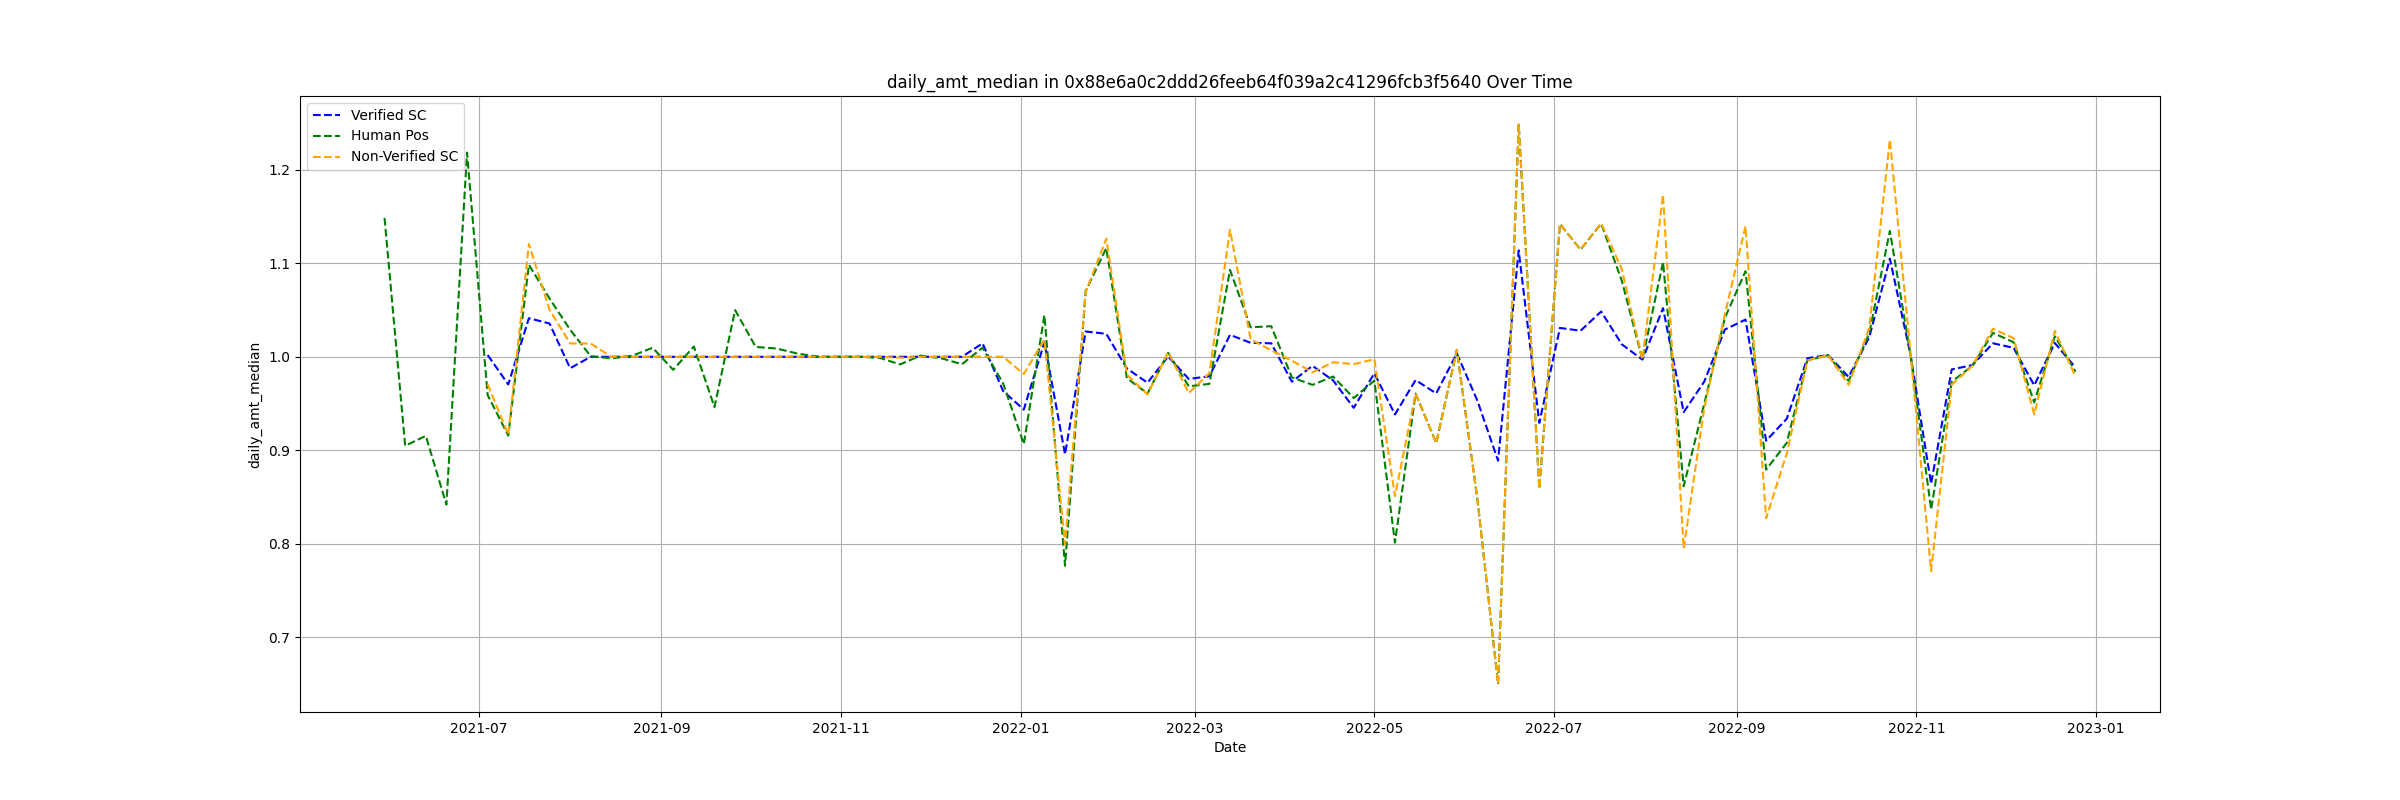 daily_amt_median in 0x88e6a0c2ddd26feeb64f039a2c41296fcb3f5640 Over Time
Verified SC
Human Pos
Non-Verified SC
daily_amt_median
1.2
1.1
1.0
0.9
0.8
0.7
2021-07
2021-09
2021-11
2022-01
2022-03
2022-05
2022-07
2022-09
2022-11
2023-01
Date